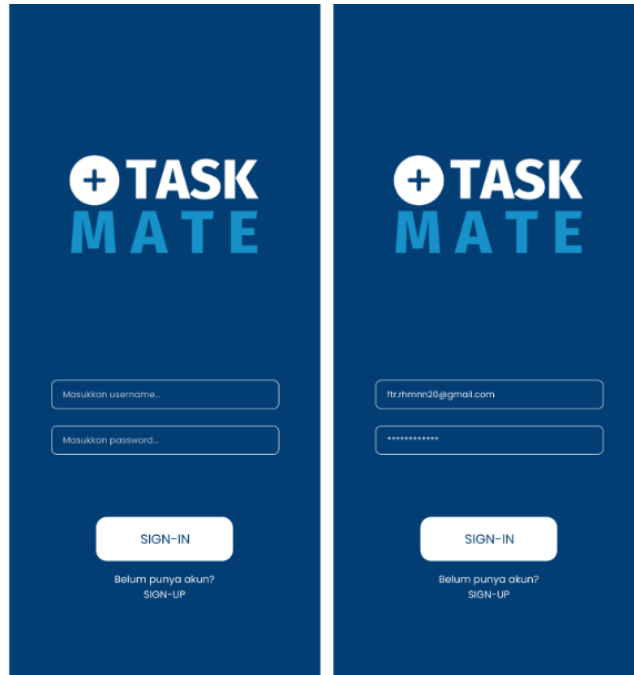 TASK
MATE
Masukkan username...
Masukkan password...
SIGN-IN
Belum punya akun?
SIGN-UP
TASK
MATE
ftr.rhmnn20@gmail.com
************
SIGN-IN
Belum punya akun?
SIGN-UP